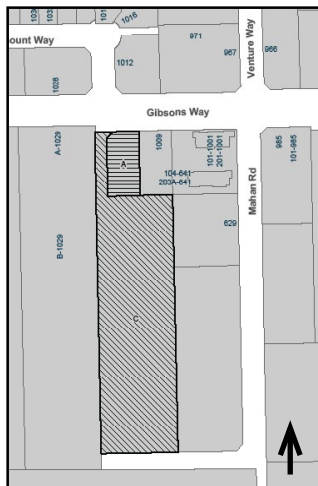 1016
ount Way
1028
1012
971
967
Venture Way
966
Gibsons Way
A-1029
A
1009
101-1001
201-1001
985
101-985
104-641
203A-641
B-1029
629
Mahan Rd
C